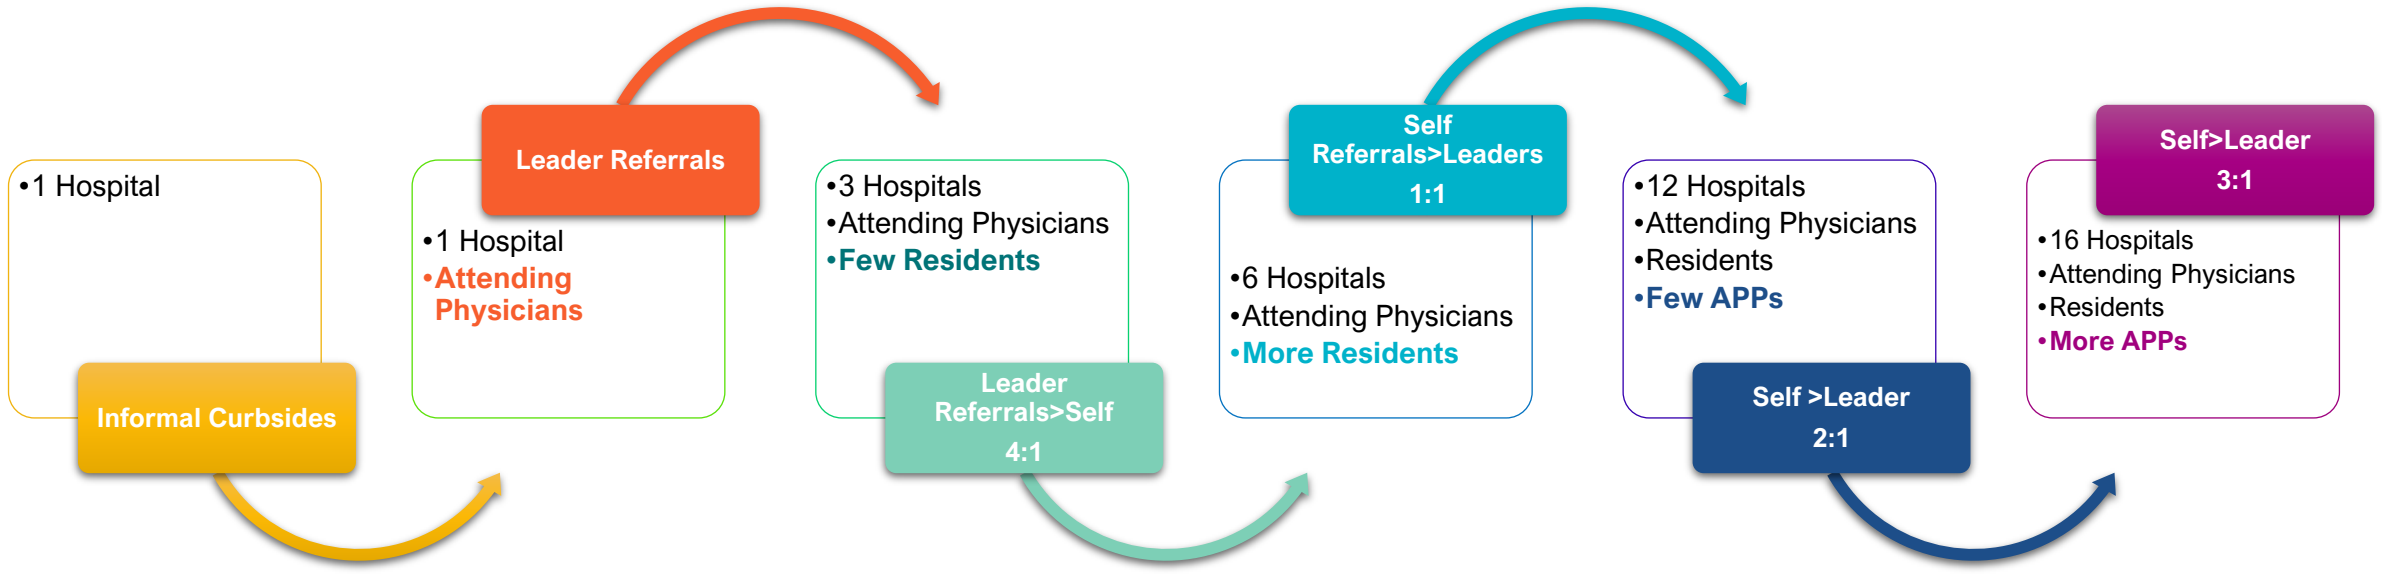 •1 Hospital
Informal Curbsides
Leader Referrals
•1 Hospital
•Attending
Physicians
•3 Hospitals
•Attending Physicians
•Few Residents
Leader
Referrals>Self
4:1
Self
Referrals>Leaders
1:1
•6 Hospitals
•Attending Physicians
•More Residents
•12 Hospitals
•Attending Physicians
•Residents
•Few APPs
Self >Leader
2:1
Self>Leader
3:1
•16 Hospitals
•Attending Physicians
•Residents
•More APPs